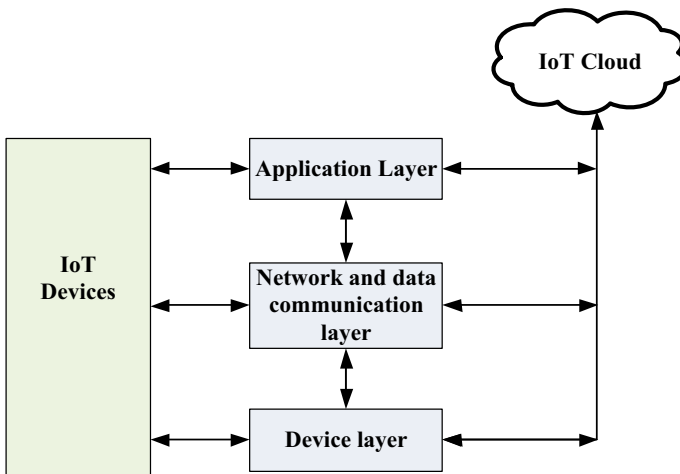 IoT Cloud
Application Layer
IoT
Devices
Network and data
communication
layer
Device layer